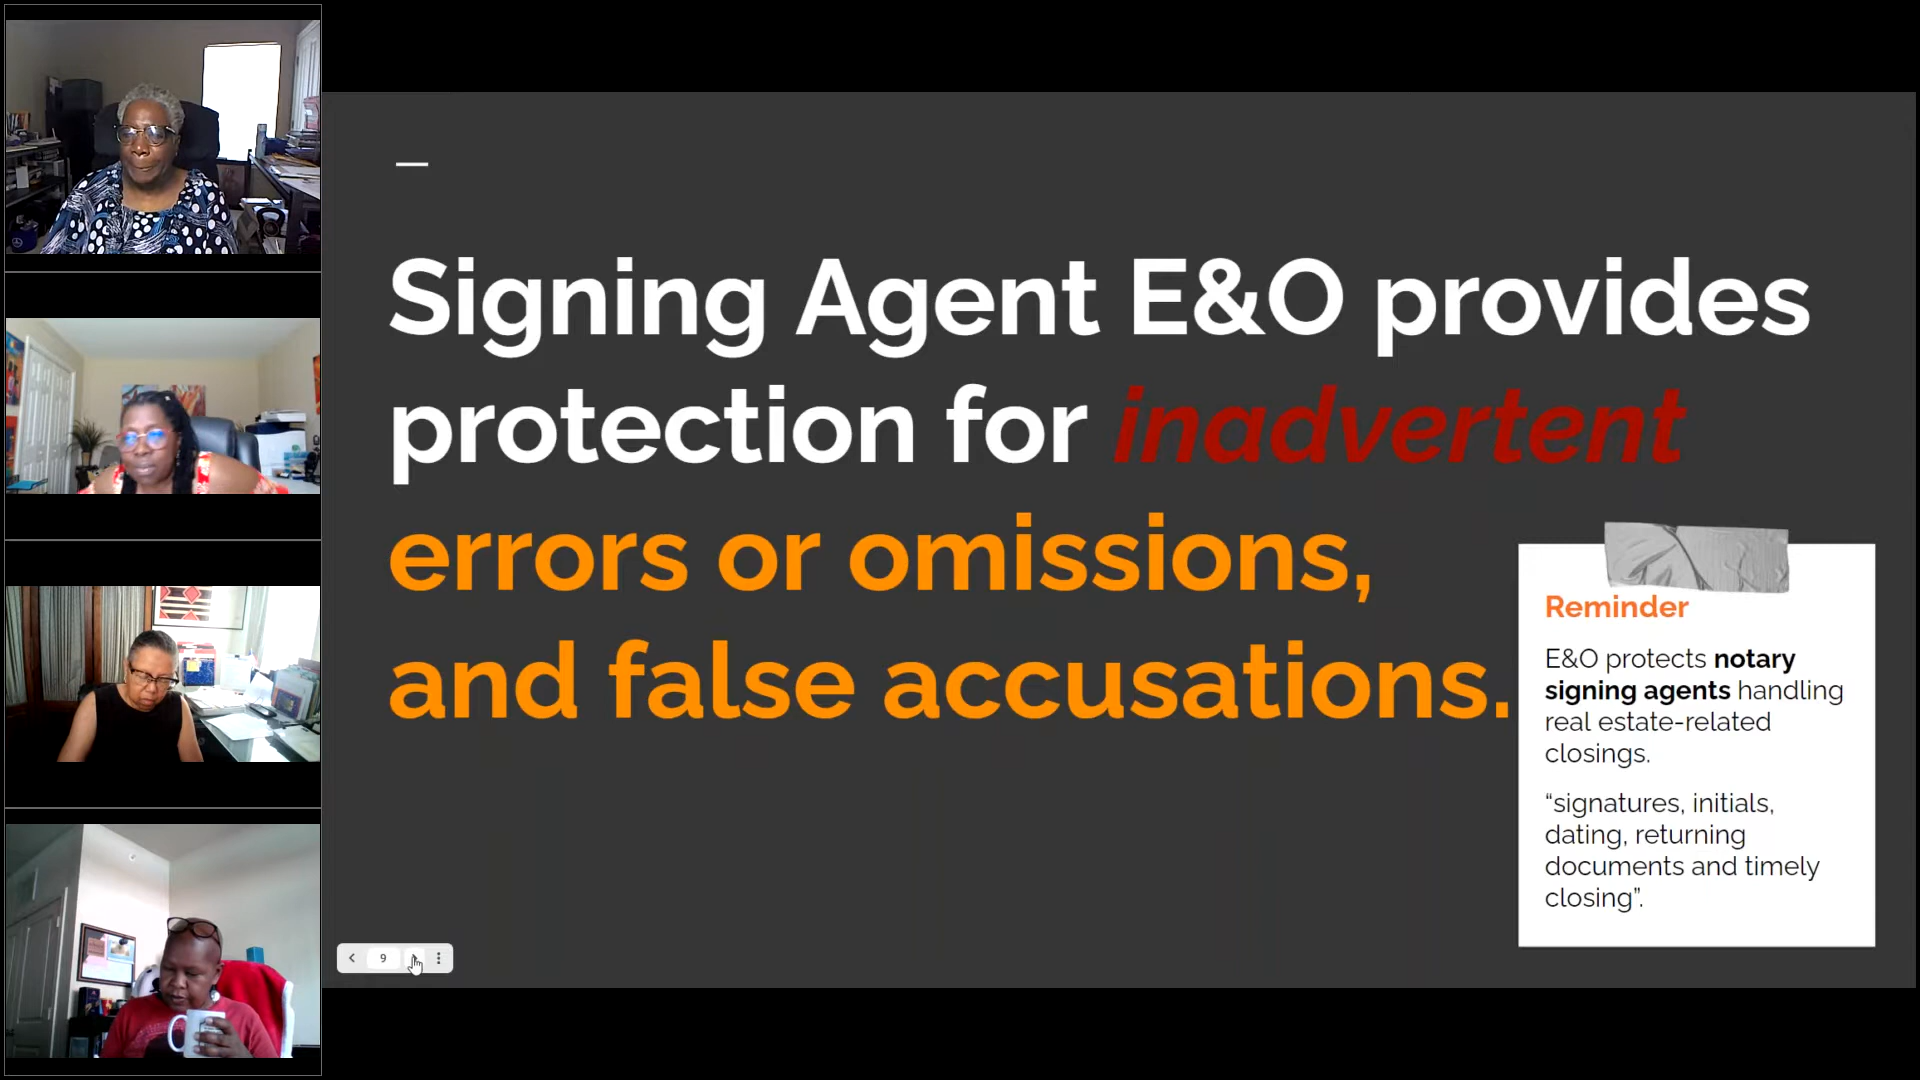 Signing Agent E&O provides
protection for inadvertent
errors or omissions,
and false accusations.
Reminder
E&O protects notary
signing agents handling
real estate-related
closings.
“signatures, initials,
dating, returning
documents and timely
closing”.
9